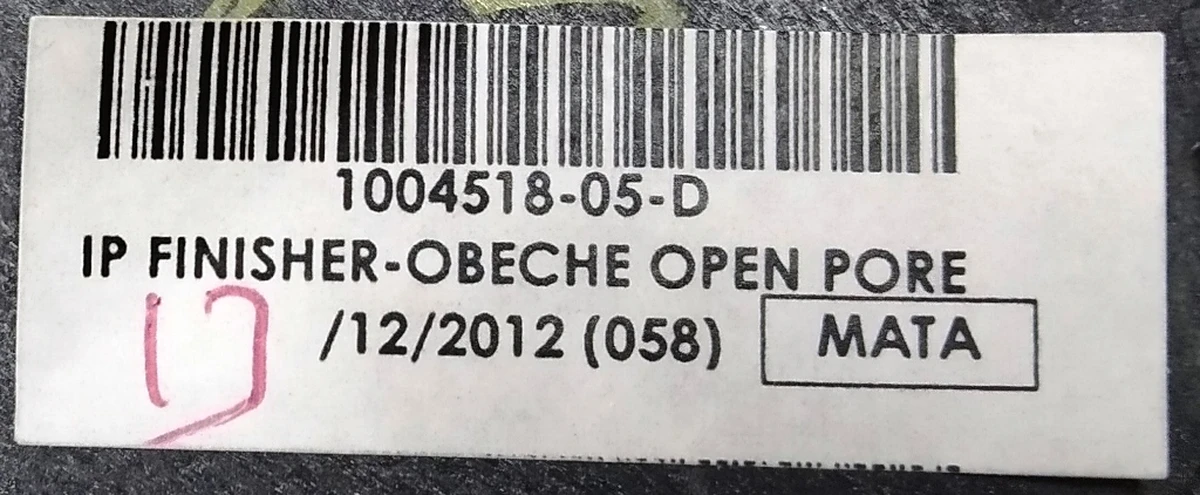 1004518-05-D
IP FINISHER-OBECHE OPEN PORE
/12/2012 (058) MATA